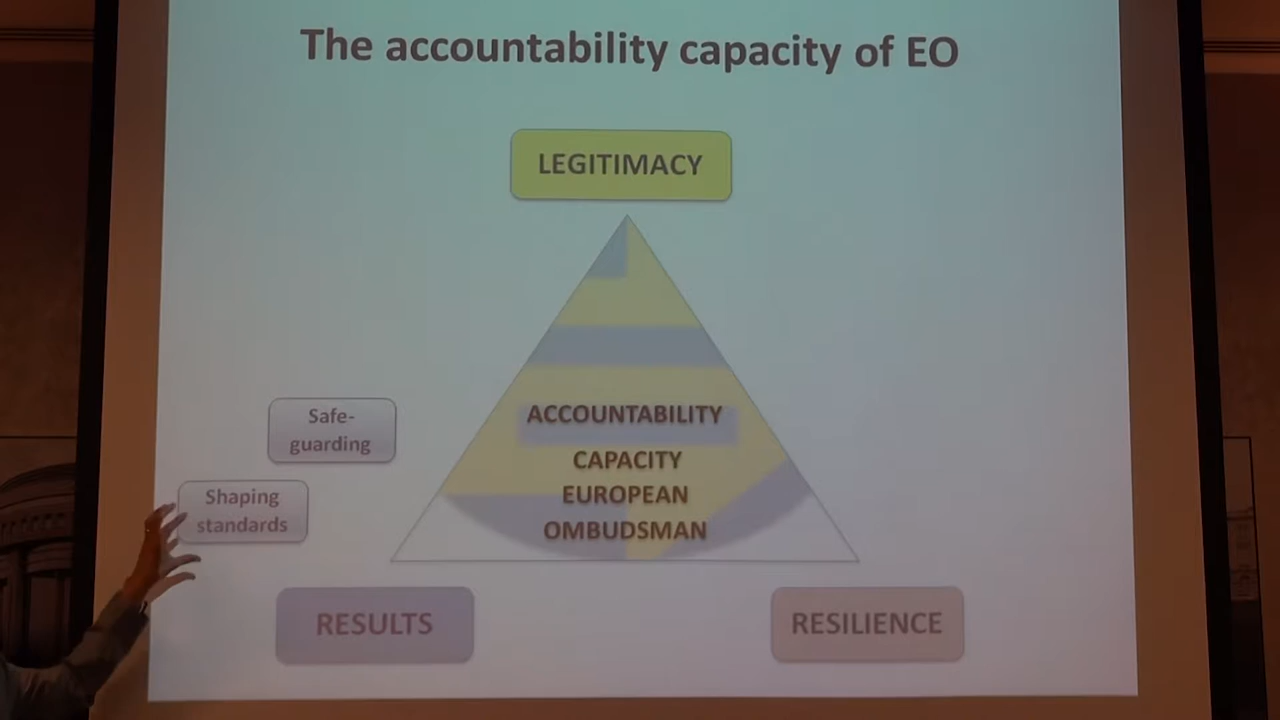 The accountability capacity of EO
LEGITIMACY
ACCOUNTABILITY
CAPACITY
EUROPEAN
OMBUDSMAN
Safe-
guarding
Shaping
standards
RESULTS
RESILIENCE